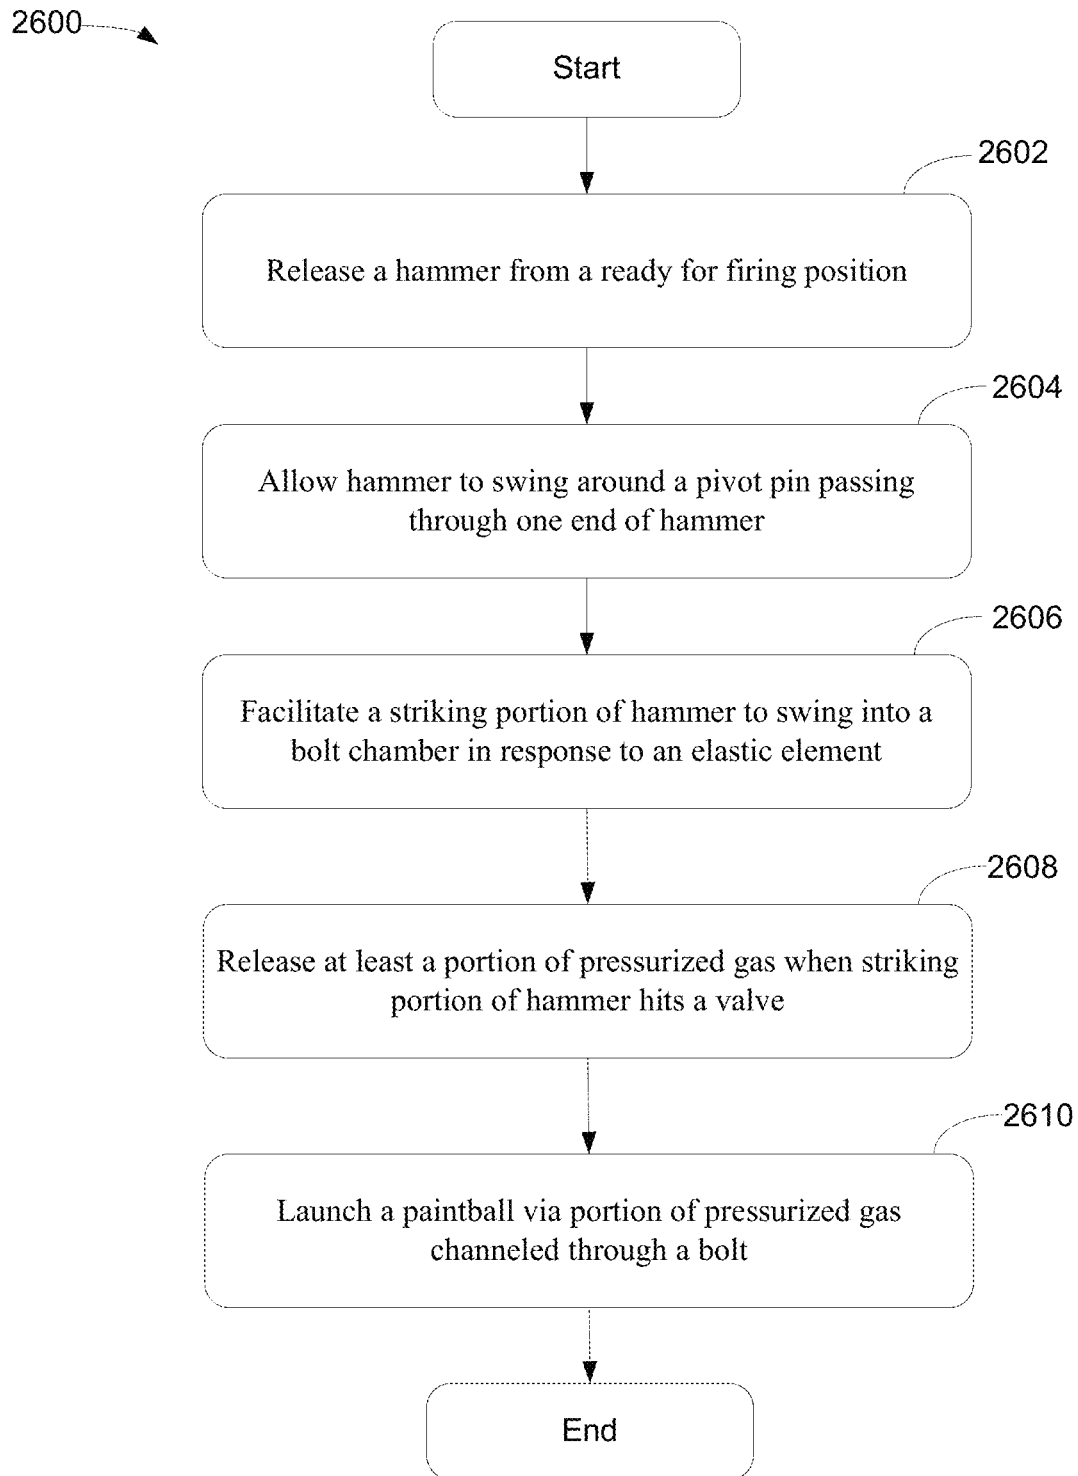 2600
Start
2602
Release a hammer from a ready for firing position
2604
Allow hammer to swing around a pivot pin passing
through one end of hammer
2606
Facilitate a striking portion of hammer to swing into a
bolt chamber in response to an elastic element
2608
Release at least a portion of pressurized gas when striking
portion of hammer hits a valve
2610
Launch a paintball via portion of pressurized gas
channeled through a bolt
End